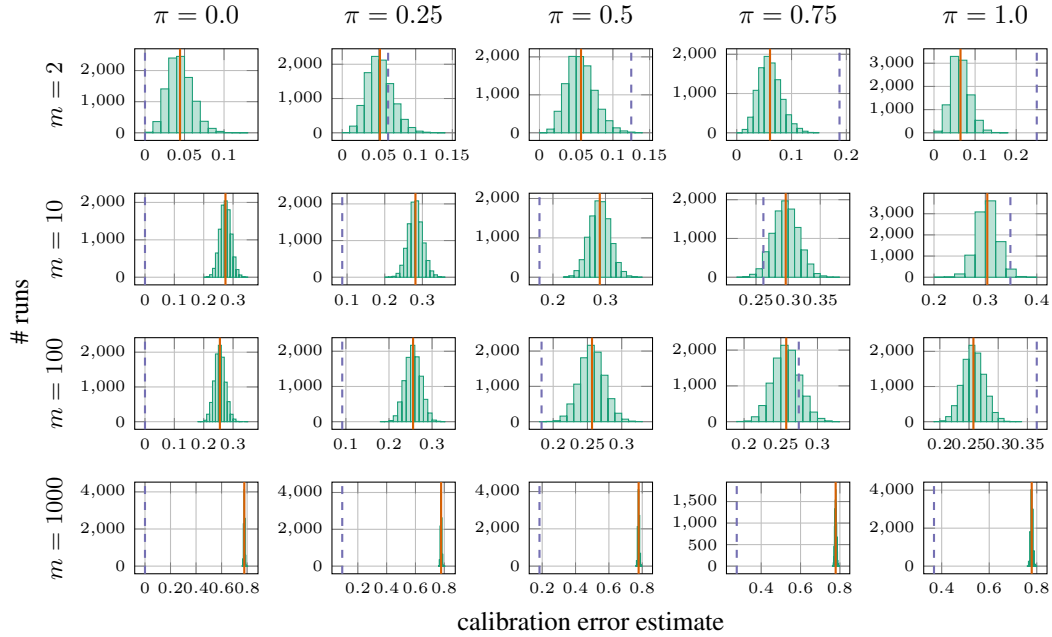 π = 0.0 π = 0.25 π = 0.5 π = 0.75 π = 1.0
m = 2
2,000 2,000 2,000 2,000 3,000
1,000 1,000 1,000 1,000 2,000
1,000
0 0 0 0 0
0 0.05 0.1 0 0.05 0.1 0.15 0 0.05 0.1 0.15 0 0.1 0.2 0 0.1 0.2
m = 10
2,000 2,000 2,000 2,000 3,000
1,000 1,000 1,000 1,000 2,000
1,000
0 0 0 0 0
0 0.1 0.2 0.3 0.1 0.2 0.3 0.2 0.3 0.25 0.3 0.35 0.2 0.3 0.4
# runs
m = 100
2,000 2,000 2,000 2,000 2,000
1,000 1,000 1,000 1,000 1,000
0 0 0 0 0
0 0.1 0.2 0.3 0.1 0.2 0.3 0.2 0.25 0.3 0.2 0.25 0.3 0.2 0.25 0.3 0.35
m = 1000
4,000 4,000 4,000 1,500 4,000
2,000 2,000 2,000 1,000 2,000
500
0 0 0 0 0
0 0.2 0.4 0.6 0.8 0.2 0.4 0.6 0.8 0.2 0.4 0.6 0.8 0.4 0.6 0.8 0.4 0.6 0.8
calibration error estimate